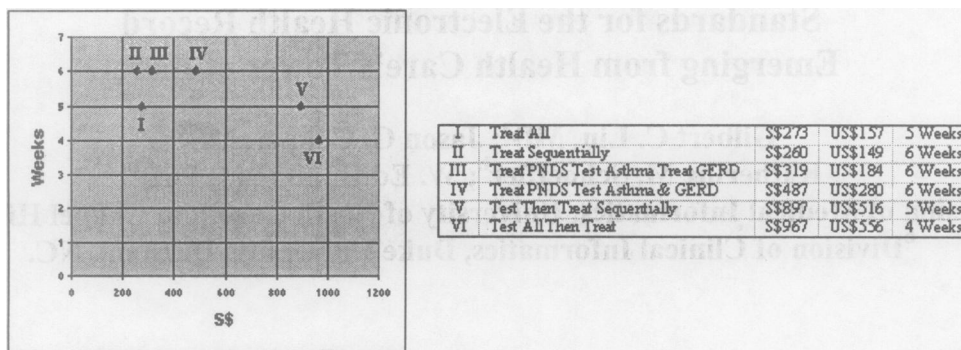 Standards for the Electronic Health Record
Emerging from Health Care's
7
6
5
4
3
2
1
0
Weeks
II III IV
I
V
VI
0 200 400 600 800 1000 1200
S$
I Treat All S$273 US$157 5 Weeks
II Treat Sequentially S$260 US$149 6 Weeks
III Treat PNDS Test Asthma Treat GERD US$184 6 Weeks
IV Treat PNDS Test Asthma & GERD S$487 US$280 6 Weeks
V Test Then Treat Sequentially S$897 US$516 5 Weeks
VI Test All Then Treat S$967 US$556 4 Weeks
Division of Clinical Informatics, Duke